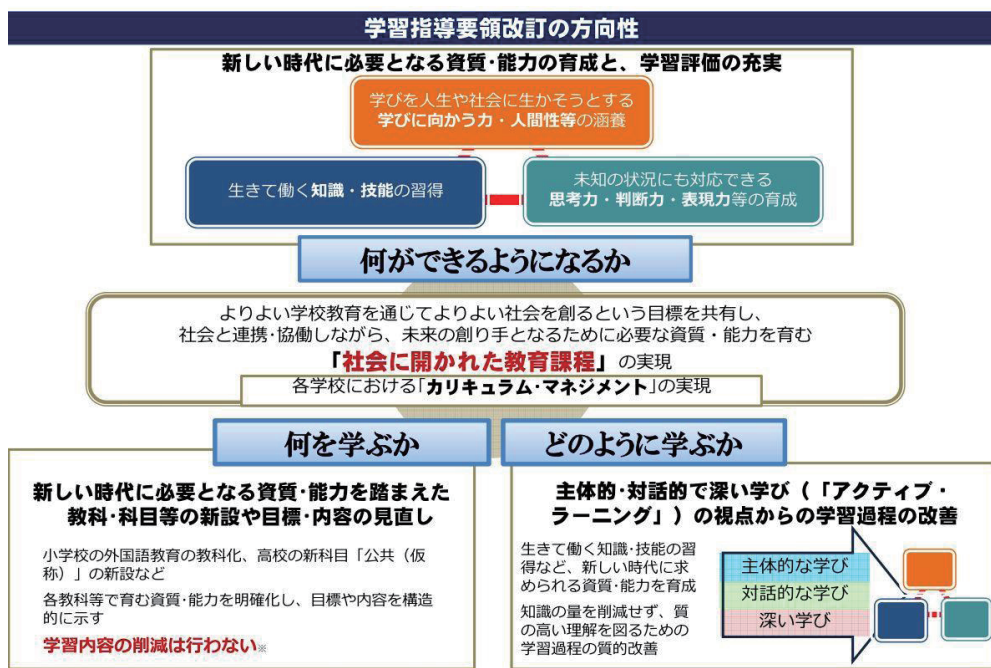 学習指導要領改訂の方向性
新しい時代に必要となる資質･能力の育成と、学習評価の充実
学びを人生や社会に生かそうとする
学びに向かう力・人間性等の涵養
生きて働く知識・技能の習得
未知の状況にも対応できる
思考力・判断力・表現力等の育成
何ができるようになるか
よりよい学校教育を通じてよりよい社会を創るという目標を共有し、
社会と連携･協働しながら、未来の創り手となるために必要な資質・能力を育む
「社会に開かれた教育課程」の実現
各学校における「カリキュラム･マネジメント」の実現
何を学ぶか
新しい時代に必要となる資質･能力を踏まえた
教科･科目等の新設や目標･内容の見直し
小学校の外国語教育の教科化、高校の新科目「公共（仮
称）」の新設など
各教科等で育む資質･能力を明確化し、目標や内容を構造
的に示す
学習内容の削減は行わない※
どのように学ぶか
主体的･対話的で深い学び（「アクティブ・
ラーニング」）の視点からの学習過程の改善
生きて働く知識･技能の習
得など、新しい時代に求
められる資質･能力を育成
知識の量を削減せず、質
の高い理解を図るための
学習過程の質的改善
主体的な学び
対話的な学び
深い学び